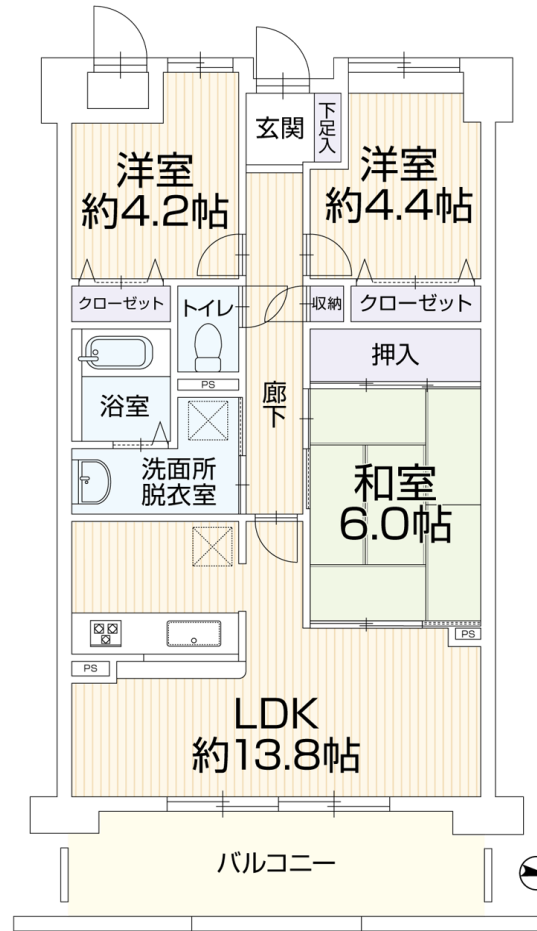 玄関
下足入
洋室
約4.2帖
洋室
約4.4帖
クローゼット
トイレ
収納
クローゼット
押入
PS
浴室
廊下
洗面所
脱衣室
和室
6.0帖
PS
PS
LDK
約13.8帖
バルコニー